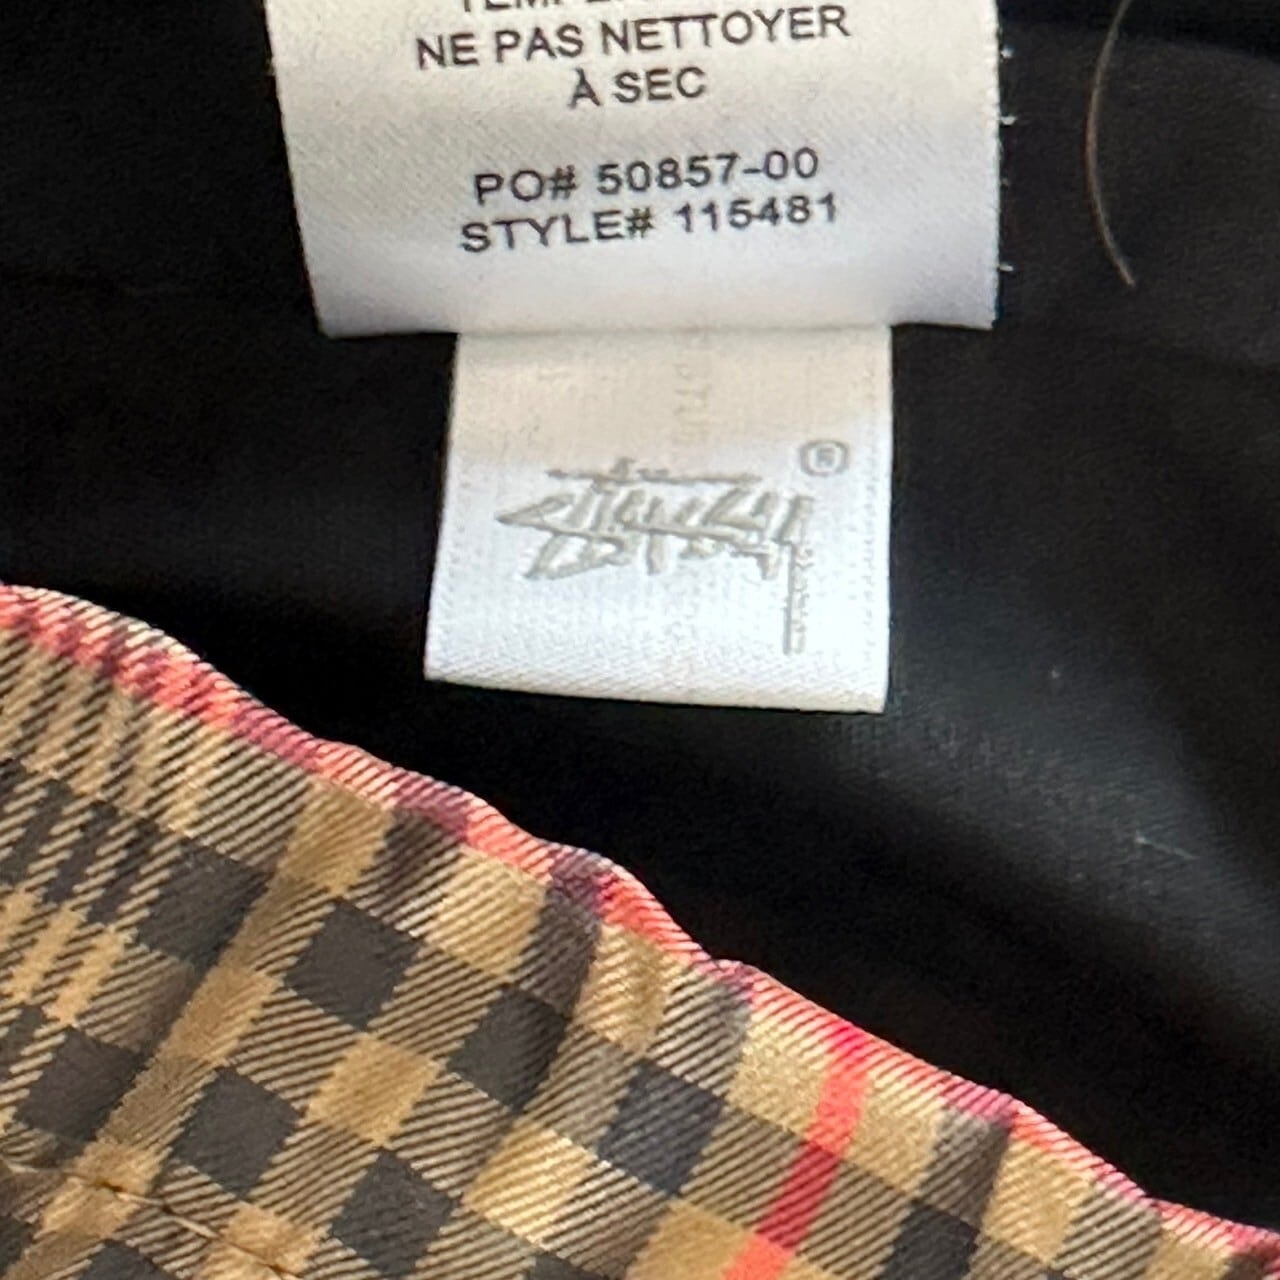 NE PAS NETTOYER
À SEC
PO# 50857-00
STYLE# 115481
®
Stüssy